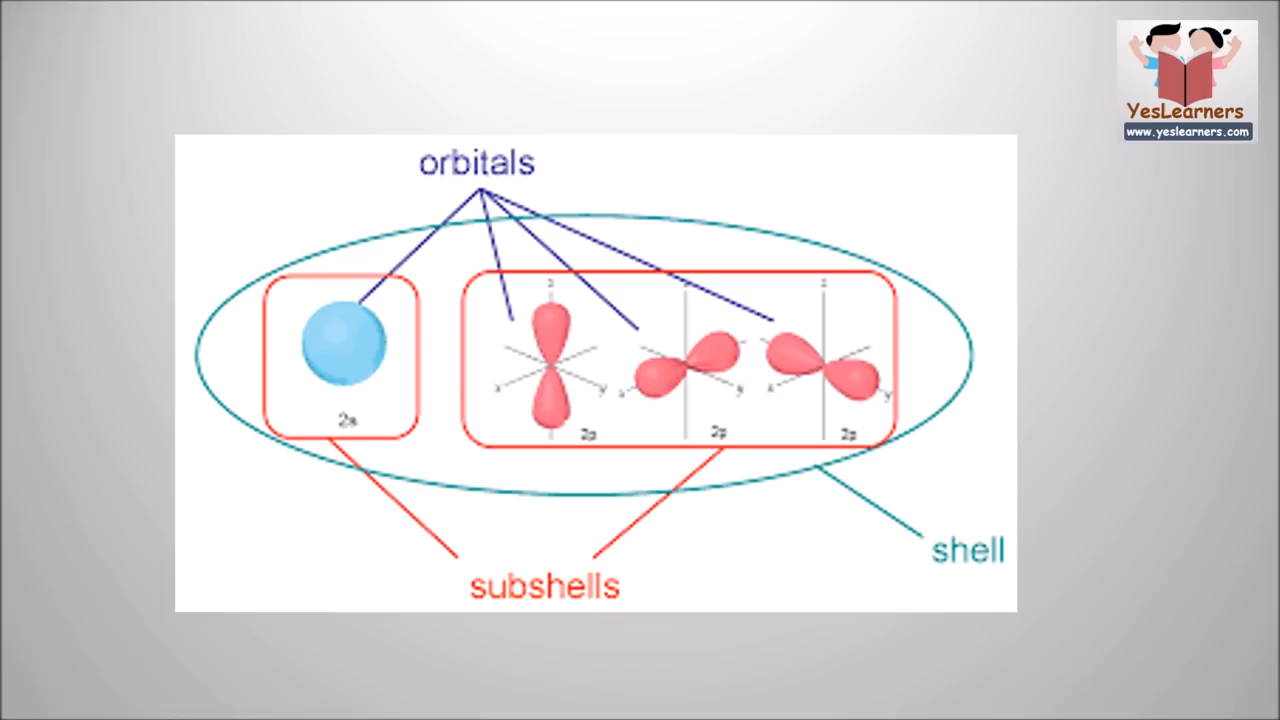 YesLearners
www.yeslearners.com
orbitals
z
z
x
y
x
y
x
y
2s
2p
2p
2p
subshells
shell